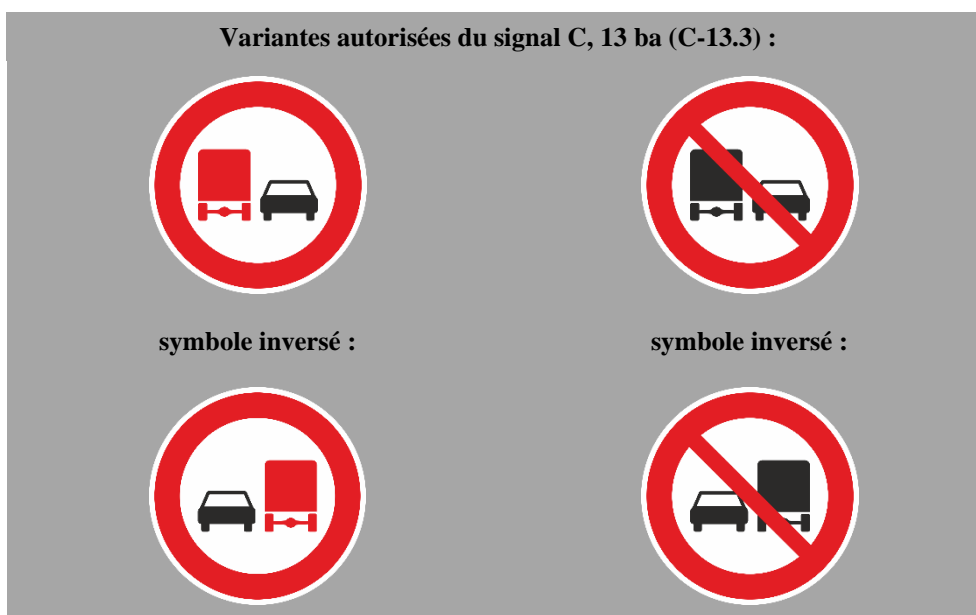 Variantes autorisées du signal C, 13 ba (C-13.3) :
symbole inversé :
symbole inversé :